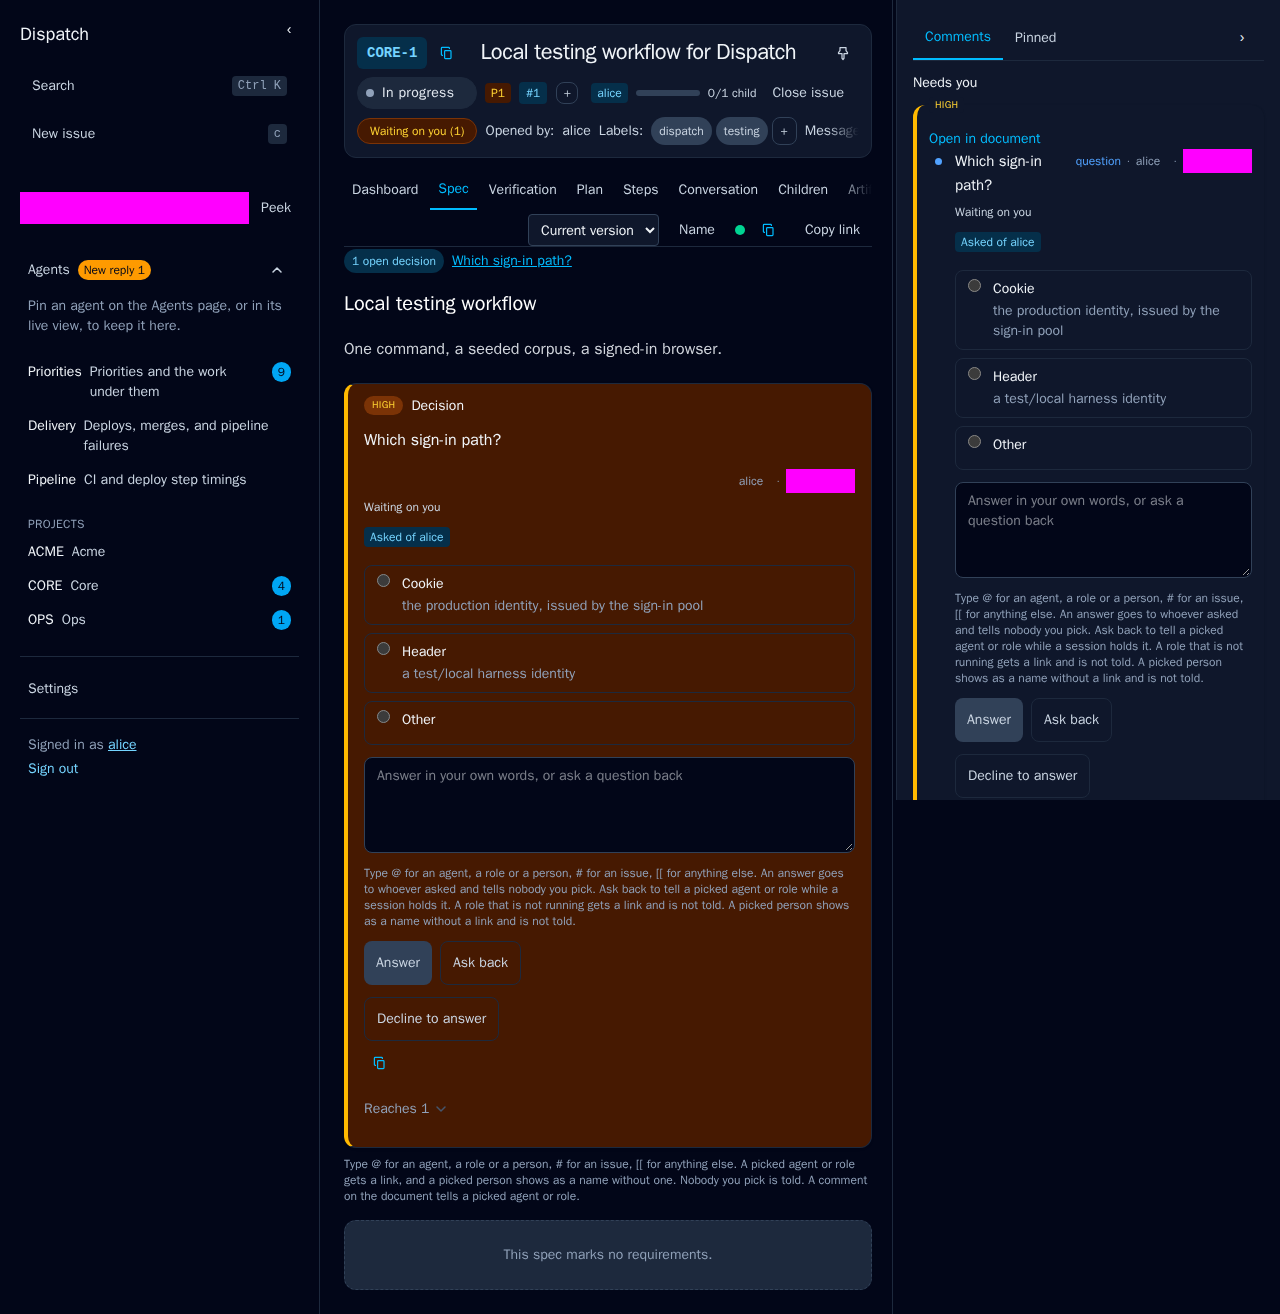 Dispatch
Search Ctrl K
New issue C
Peek
Agents New reply 1
Pin an agent on the Agents page, or in its
live view, to keep it here.
Priorities Priorities and the work
under them
9
Delivery Deploys, merges, and pipeline
failures
Pipeline CI and deploy step timings
PROJECTS
ACME Acme
CORE Core 4
OPS Ops 1
Settings
Signed in as alice
Sign out
CORE-1 Local testing workflow for Dispatch
In progress P1 #1 + alice 0/1 child Close issue
Waiting on you (1) Opened by: alice Labels: dispatch testing + Message
Dashboard Spec Verification Plan Steps Conversation Children
Current version Name Copy link
1 open decision Which sign-in path?
Local testing workflow
One command, a seeded corpus, a signed-in browser.
HIGH Decision
Which sign-in path?
alice ·
Waiting on you
Asked of alice
Cookie
the production identity, issued by the sign-in pool
Header
a test/local harness identity
Other
Answer in your own words, or ask a question back
Type @ for an agent, a role or a person, # for an issue, [[ for anything else. An answer goes
to whoever asked and tells nobody you pick. Ask back to tell a picked agent or role while a
session holds it. A role that is not running gets a link and is not told. A picked person shows
as a name without a link and is not told.
Answer Ask back
Decline to answer
Reaches 1
Type @ for an agent, a role or a person, # for an issue, [[ for anything else. A picked agent or role
gets a link, and a picked person shows as a name without one. Nobody you pick is told. A comment
on the document tells a picked agent or role.
This spec marks no requirements.
Comments Pinned
Needs you
HIGH
Open in document
Which sign-in
path?
question · alice ·
Waiting on you
Asked of alice
Cookie
the production identity, issued by the
sign-in pool
Header
a test/local harness identity
Other
Answer in your own words, or ask a
question back
Type @ for an agent, a role or a person, # for an issue,
[[ for anything else. An answer goes to whoever asked
and tells nobody you pick. Ask back to tell a picked
agent or role while a session holds it. A role that is not
running gets a link and is not told. A picked person
shows as a name without a link and is not told.
Answer Ask back
Decline to answer